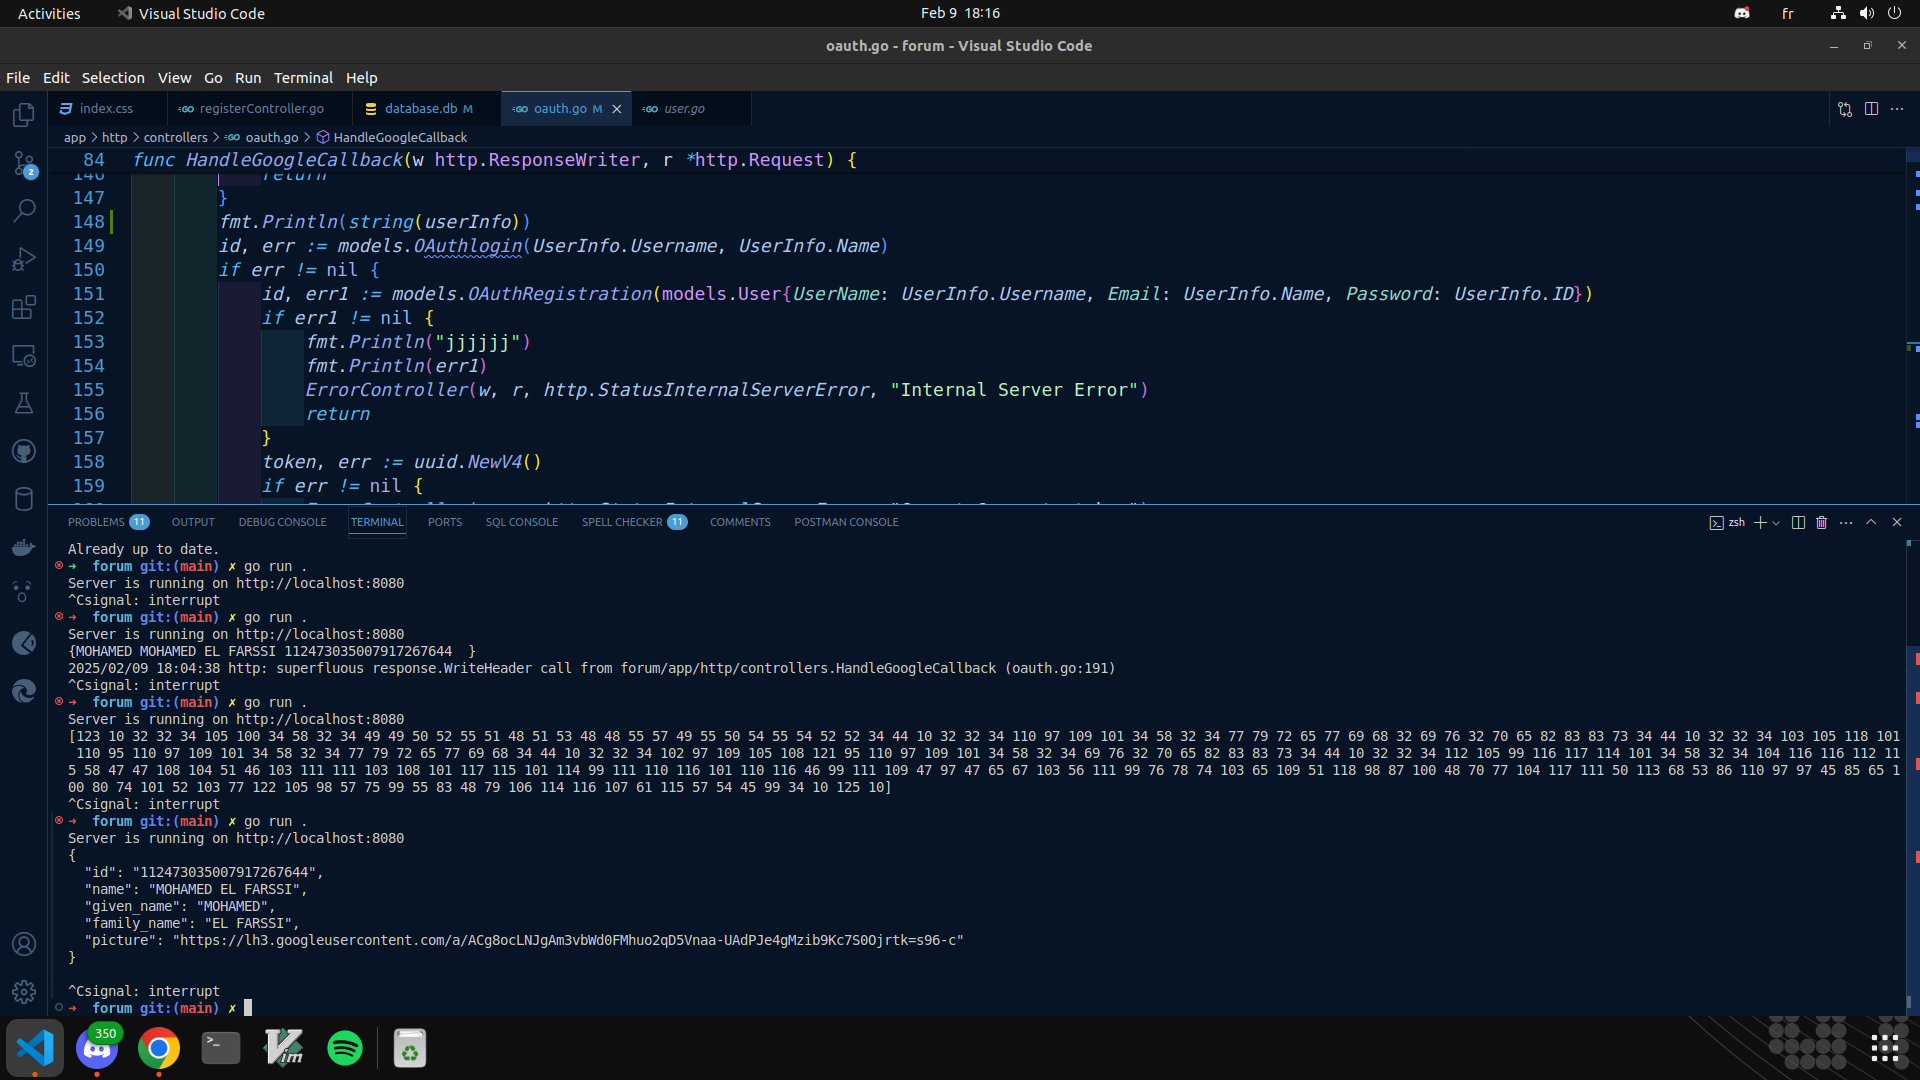 Activities Visual Studio Code Feb 9 18:16 fr
oauth.go - forum - Visual Studio Code
File Edit Selection View Go Run Terminal Help
index.css registerController.go database.db M oauth.go M user.go
app > http > controllers > oauth.go > HandleGoogleCallback
84 func HandleGoogleCallback(w http.ResponseWriter, r *http.Request) {
146 return
147 }
148 fmt.Println(string(userInfo))
149 id, err := models.OAuthlogin(UserInfo.Username, UserInfo.Name)
150 if err != nil {
151 id, err1 := models.OAuthRegistration(models.User{UserName: UserInfo.Username, Email: UserInfo.Name, Password: UserInfo.ID})
152 if err1 != nil {
153 fmt.Println("jjjjjj")
154 fmt.Println(err1)
155 ErrorController(w, r, http.StatusInternalServerError, "Internal Server Error")
156 return
157 }
158 token, err := uuid.NewV4()
159 if err != nil {
PROBLEMS 11 OUTPUT DEBUG CONSOLE TERMINAL PORTS SQL CONSOLE SPELL CHECKER 11 COMMENTS POSTMAN CONSOLE zsh
Already up to date.
➜ forum git:(main) ✗ go run .
Server is running on http://localhost:8080
^Csignal: interrupt
➜ forum git:(main) ✗ go run .
Server is running on http://localhost:8080
{MOHAMED MOHAMED EL FARSSI 112473035007917267644 }
2025/02/09 18:04:38 http: superfluous response.WriteHeader call from forum/app/http/controllers.HandleGoogleCallback (oauth.go:191)
^Csignal: interrupt
➜ forum git:(main) ✗ go run .
Server is running on http://localhost:8080
[123 10 32 32 34 105 100 34 58 32 34 49 49 50 52 55 51 48 51 53 48 48 55 57 49 55 50 54 55 54 52 52 34 44 10 32 32 34 110 97 109 101 34 58 32 34 77 79 72 65 77 69 68 32 69 76 32 70 65 82 83 83 73 34 44 10 32 32 34 103 105 118 101
110 95 110 97 109 101 34 58 32 34 77 79 72 65 77 69 68 34 44 10 32 32 34 102 97 109 105 108 121 95 110 97 109 101 34 58 32 34 69 76 32 70 65 82 83 83 73 34 44 10 32 32 34 112 105 99 116 117 114 101 34 58 32 34 104 116 116 112 11
5 58 47 47 108 104 51 46 103 111 111 103 108 101 117 115 101 114 99 111 110 116 101 110 116 46 99 111 109 47 97 47 65 67 103 56 111 99 76 78 74 103 65 109 51 118 98 87 100 48 70 77 104 117 111 50 113 68 53 86 110 97 97 45 85 65 1
00 80 74 101 52 103 77 122 105 98 57 75 99 55 83 48 79 106 114 116 107 61 115 57 54 45 99 34 10 125 10]
^Csignal: interrupt
➜ forum git:(main) ✗ go run .
Server is running on http://localhost:8080
{
"id": "112473035007917267644",
"name": "MOHAMED EL FARSSI",
"given_name": "MOHAMED",
"family_name": "EL FARSSI",
"picture": "https://lh3.googleusercontent.com/a/ACg8ocLNJgAm3vbWd0FMhuo2qD5Vnaa-UAdPJe4gMzib9Kc7S0Ojrtk=s96-c"
}
^Csignal: interrupt
➜ forum git:(main) ✗
350